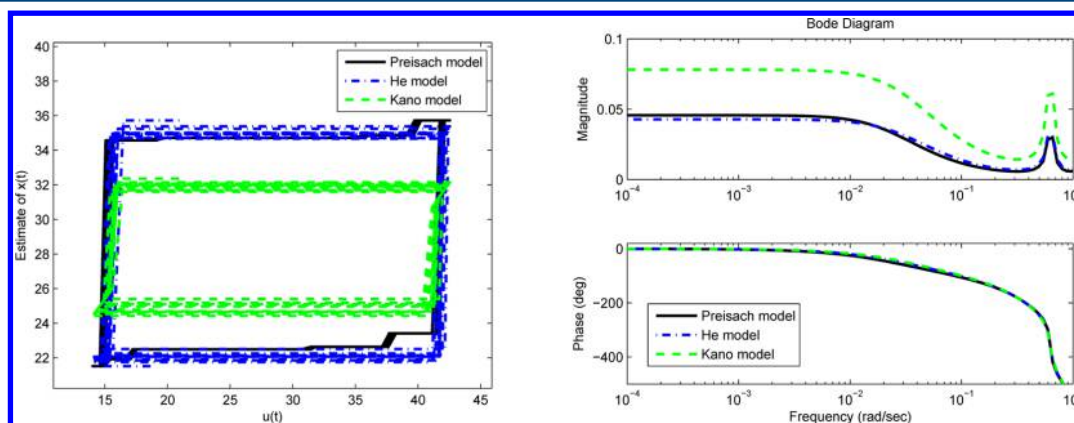 40
38
36
34
32
30
28
26
24
22
Estimate of x(t)
Preisach model
He model
Kano model
15 20 25 30 35 40 45
u(t)
Bode Diagram
0.1
0.05
0
Magnitude
10⁻⁴ 10⁻³ 10⁻² 10⁻¹
0
−200
−400
Phase (deg)
Preisach model
He model
Kano model
10⁻⁴ 10⁻³ 10⁻² 10⁻¹
Frequency (rad/sec)